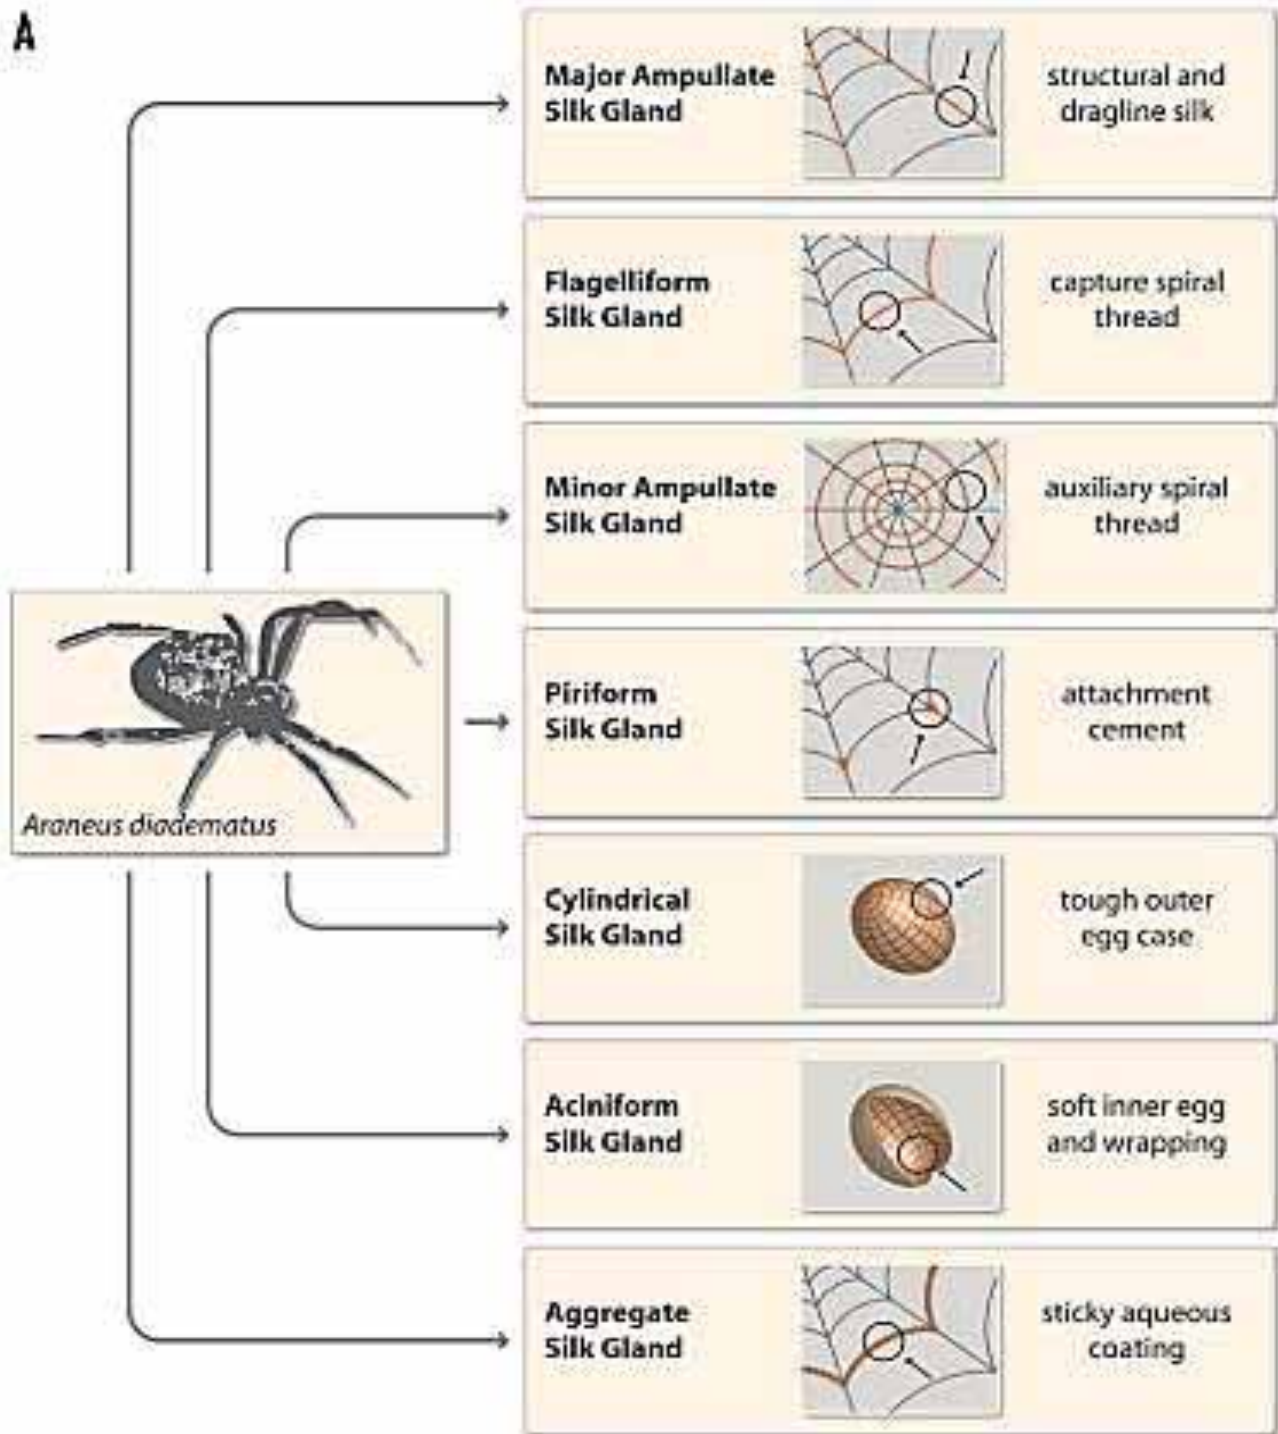 A
Major Ampullate
Silk Gland
structural and
dragline silk
Flagelliform
Silk Gland
capture spiral
thread
Minor Ampullate
Silk Gland
auxiliary spiral
thread
Piriform
Silk Gland
attachment
cement
Araneus diadematus
Cylindrical
Silk Gland
tough outer
egg case
Aciniform
Silk Gland
soft inner egg
and wrapping
Aggregate
Silk Gland
sticky aqueous
coating